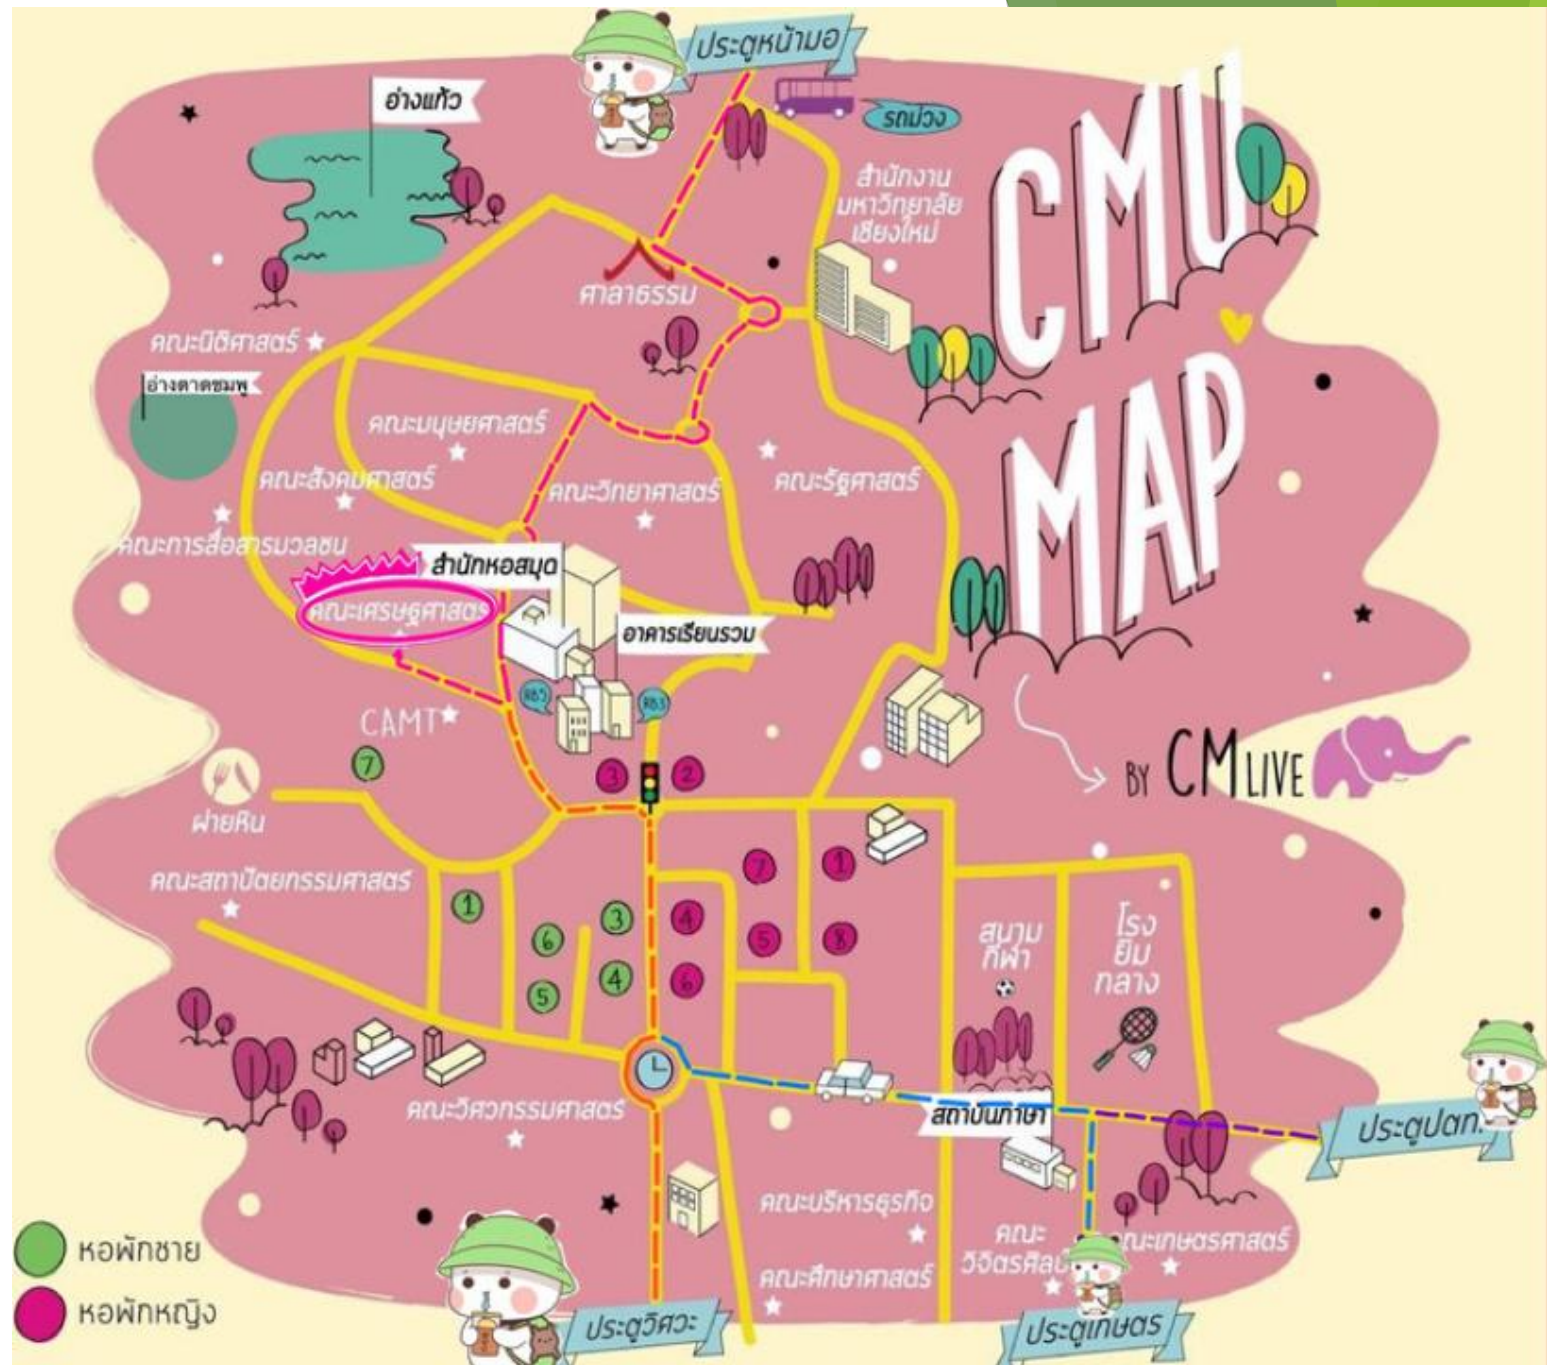 ประตูหน้ามอ
อ่างแก้ว
รถม่วง
CMU
สำนักงาน
มหาวิทยาลัย
เชียงใหม่
ศาลาธรรม
คณะนิติศาสตร์
อ่างตาดชมพู
MAP
คณะมนุษยศาสตร์
คณะสังคมศาสตร์
คณะวิทยาศาสตร์
คณะรัฐศาสตร์
คณะการสื่อสารมวลชน
สำนักหอสมุด
คณะเศรษฐศาสตร์
อาคารเรียนรวม
RB5
RB3
CAMT
BY CM LIVE
7
3
2
ฝายหิน
7
1
คณะสถาปัตยกรรมศาสตร์
1
3
4
6
5
8
สนาม
กีฬา
โรง
ยิม
กลาง
5
4
6
คณะวิศวกรรมศาสตร์
สถาบันภาษา
ประตูปตท.
คณะบริหารธุรกิจ
คณะ
วิจิตรศิลป์
คณะเกษตรศาสตร์
หอพักชาย
คณะศึกษาศาสตร์
หอพักหญิง
ประตูวิศวะ
ประตูเกษตร